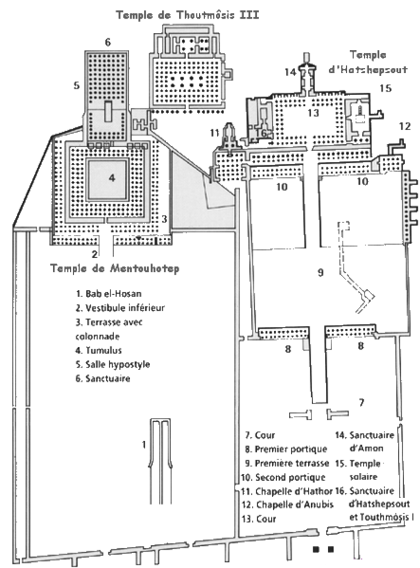 Temple de Thoutmôsis III
6
5
Temple
d'Hatshepsout
14
15
13
16
11
12
4
10
10
3
2
9
Temple de Mentouhotep
1. Bab el-Hosan
2. Vestibule inférieur
3. Terrasse avec
colonnade
4. Tumulus
5. Salle hypostyle
6. Sanctuaire
8
8
7
1
7. Cour
8. Premier portique
9. Première terrasse
10. Second portique
11. Chapelle d'Hathor
12. Chapelle d'Anubis
13. Cour
14. Sanctuaire
d'Amon
15. Temple
solaire
16. Sanctuaire
d'Hatshepsout
et Touthmôsis I